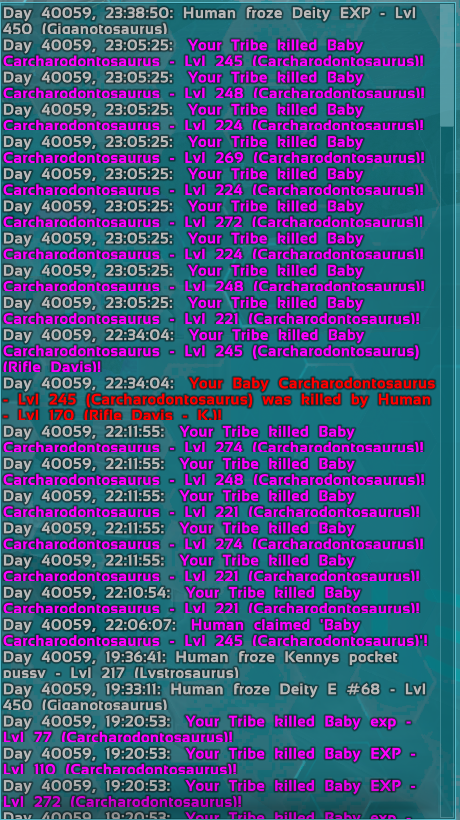 Day 40059, 23:38:50: Human froze Deity EXP - Lvl
450 (Giganotosaurus)
Day 40059, 23:05:25: Your Tribe killed Baby
Carcharodontosaurus - Lvl 245 (Carcharodontosaurus)!
Day 40059, 23:05:25: Your Tribe killed Baby
Carcharodontosaurus - Lvl 248 (Carcharodontosaurus)!
Day 40059, 23:05:25: Your Tribe killed Baby
Carcharodontosaurus - Lvl 224 (Carcharodontosaurus)!
Day 40059, 23:05:25: Your Tribe killed Baby
Carcharodontosaurus - Lvl 269 (Carcharodontosaurus)!
Day 40059, 23:05:25: Your Tribe killed Baby
Carcharodontosaurus - Lvl 224 (Carcharodontosaurus)!
Day 40059, 23:05:25: Your Tribe killed Baby
Carcharodontosaurus - Lvl 272 (Carcharodontosaurus)!
Day 40059, 23:05:25: Your Tribe killed Baby
Carcharodontosaurus - Lvl 224 (Carcharodontosaurus)!
Day 40059, 23:05:25: Your Tribe killed Baby
Carcharodontosaurus - Lvl 248 (Carcharodontosaurus)!
Day 40059, 23:05:25: Your Tribe killed Baby
Carcharodontosaurus - Lvl 221 (Carcharodontosaurus)!
Day 40059, 22:34:04: Your Tribe killed Baby
Carcharodontosaurus - Lvl 245 (Carcharodontosaurus)
(Rifle Davis)!
Day 40059, 22:34:04: Your Baby Carcharodontosaurus
- Lvl 245 (Carcharodontosaurus) was killed by Human
- Lvl 170 (Rifle Davis - K.)!
Day 40059, 22:11:55: Your Tribe killed Baby
Carcharodontosaurus - Lvl 274 (Carcharodontosaurus)!
Day 40059, 22:11:55: Your Tribe killed Baby
Carcharodontosaurus - Lvl 248 (Carcharodontosaurus)!
Day 40059, 22:11:55: Your Tribe killed Baby
Carcharodontosaurus - Lvl 221 (Carcharodontosaurus)!
Day 40059, 22:11:55: Your Tribe killed Baby
Carcharodontosaurus - Lvl 274 (Carcharodontosaurus)!
Day 40059, 22:11:55: Your Tribe killed Baby
Carcharodontosaurus - Lvl 221 (Carcharodontosaurus)!
Day 40059, 22:10:54: Your Tribe killed Baby
Carcharodontosaurus - Lvl 221 (Carcharodontosaurus)!
Day 40059, 22:06:07: Human claimed 'Baby
Carcharodontosaurus - Lvl 245 (Carcharodontosaurus)'!
Day 40059, 19:36:41: Human froze Kennys pocket
pussy - Lvl 217 (Lystrosaurus)
Day 40059, 19:33:11: Human froze Deity E #68 - Lvl
450 (Giganotosaurus)
Day 40059, 19:20:53: Your Tribe killed Baby exp -
Lvl 77 (Carcharodontosaurus)!
Day 40059, 19:20:53: Your Tribe killed Baby EXP -
Lvl 110 (Carcharodontosaurus)!
Day 40059, 19:20:53: Your Tribe killed Baby EXP -
Lvl 272 (Carcharodontosaurus)!
Day 40059, 19:20:53: Your Tribe killed Baby exp -